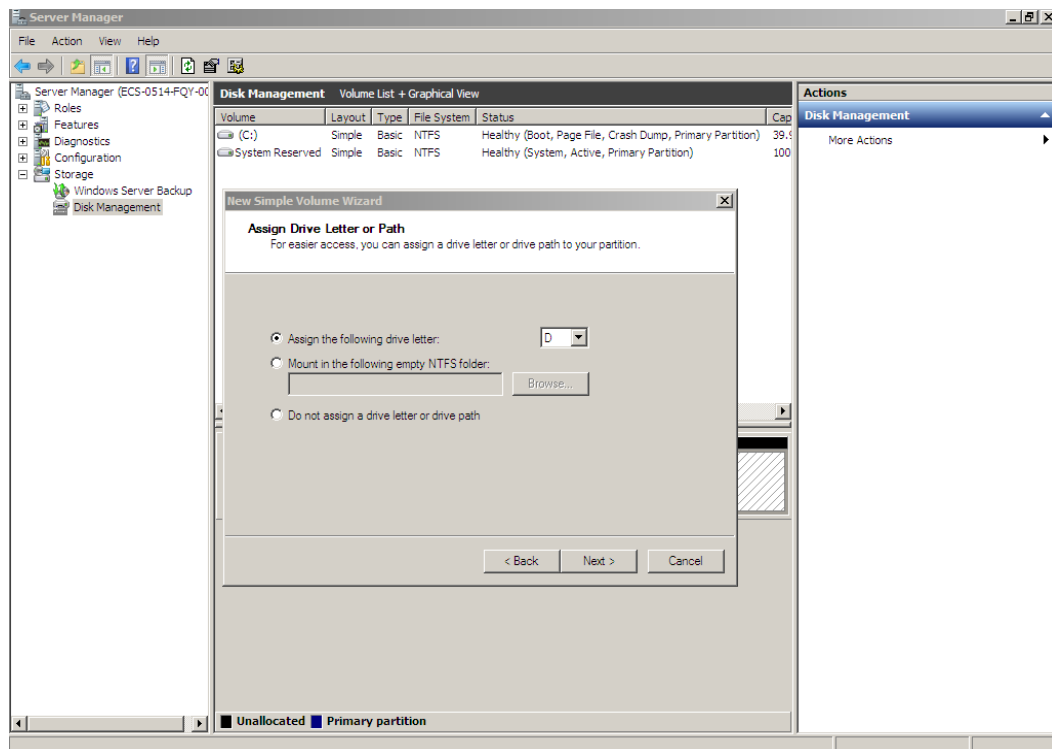 Server Manager
File Action View Help
Server Manager (ECS-0514-FQY-00
Roles
Features
Diagnostics
Configuration
Storage
Windows Server Backup
Disk Management
Disk Management Volume List + Graphical View
Volume Layout Type File System Status Cap
(C:) Simple Basic NTFS Healthy (Boot, Page File, Crash Dump, Primary Partition) 39.9
System Reserved Simple Basic NTFS Healthy (System, Active, Primary Partition) 100
New Simple Volume Wizard
Assign Drive Letter or Path
For easier access, you can assign a drive letter or drive path to your partition.
Assign the following drive letter: D
Mount in the following empty NTFS folder:
Browse...
Do not assign a drive letter or drive path
< Back Next > Cancel
Unallocated Primary partition
Actions
Disk Management
More Actions